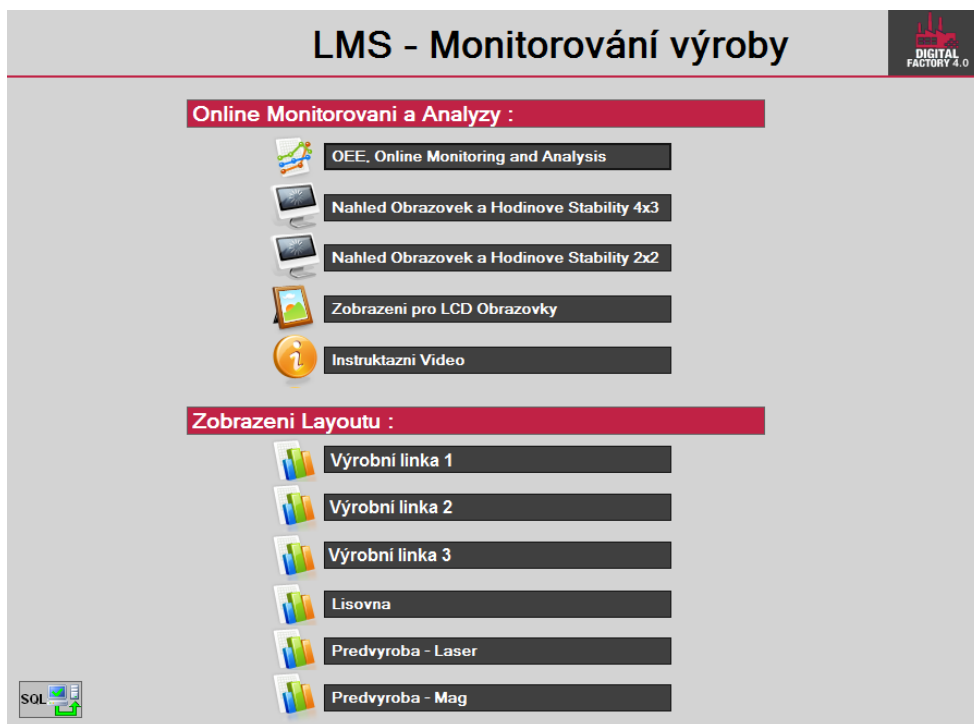 LMS - Monitorování výroby
DIGITAL
FACTORY 4.0
Online Monitorovani a Analyzy :
OEE, Online Monitoring and Analysis
Nahled Obrazovek a Hodinove Stability 4x3
Nahled Obrazovek a Hodinove Stability 2x2
Zobrazeni pro LCD Obrazovky
Instruktazni Video
Zobrazeni Layoutu :
Výrobní linka 1
Výrobní linka 2
Výrobní linka 3
Lisovna
Predvyroba - Laser
Predvyroba - Mag
SQL